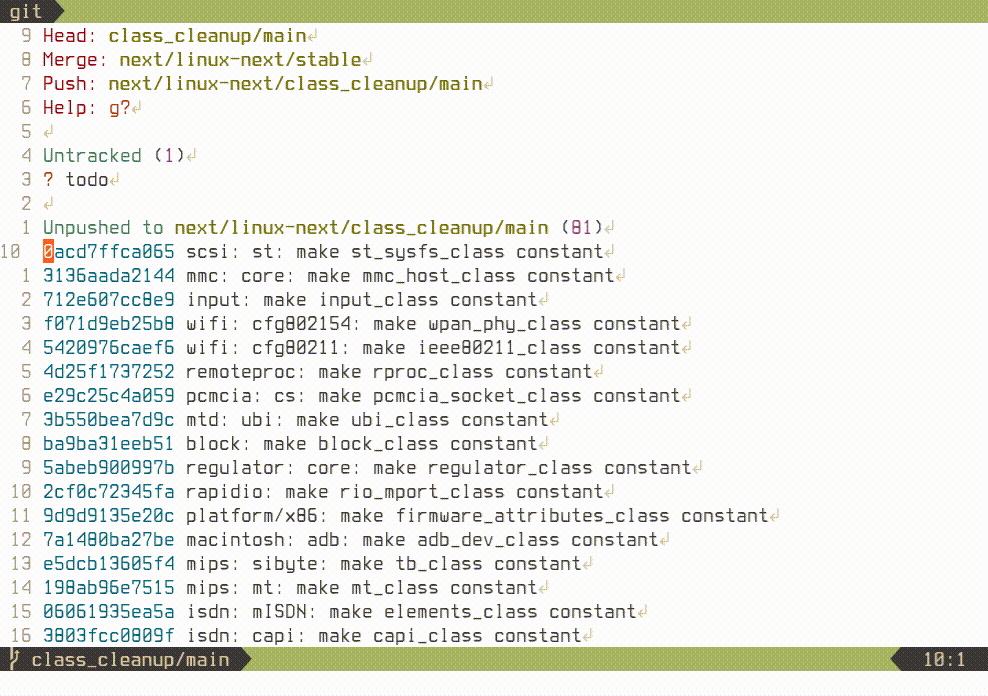 git
9 Head: class_cleanup/main↲
8 Merge: next/linux-next/stable↲
7 Push: next/linux-next/class_cleanup/main↲
6 Help: g?↲
5 ↲
4 Untracked (1)↲
3 ? todo↲
2 ↲
1 Unpushed to next/linux-next/class_cleanup/main (81)↲
10 0acd7ffca065 scsi: st: make st_sysfs_class constant↲
1 3136aada2144 mmc: core: make mmc_host_class constant↲
2 712e607cc8e9 input: make input_class constant↲
3 f071d9eb25b8 wifi: cfg802154: make wpan_phy_class constant↲
4 5420976caef6 wifi: cfg80211: make ieee80211_class constant↲
5 4d25f1737252 remoteproc: make rproc_class constant↲
6 e29c25c4a059 pcmcia: cs: make pcmcia_socket_class constant↲
7 3b550bea7d9c mtd: ubi: make ubi_class constant↲
8 ba9ba31eeb51 block: make block_class constant↲
9 5abeb900997b regulator: core: make regulator_class constant↲
10 2cf0c72345fa rapidio: make rio_mport_class constant↲
11 9d9d9135e20c platform/x86: make firmware_attributes_class constant↲
12 7a1480ba27be macintosh: adb: make adb_dev_class constant↲
13 e5dcb13605f4 mips: sibyte: make tb_class constant↲
14 198ab96e7515 mips: mt: make mt_class constant↲
15 06061935ea5a isdn: mISDN: make elements_class constant↲
16 3803fcc0809f isdn: capi: make capi_class constant↲
class_cleanup/main 10:1